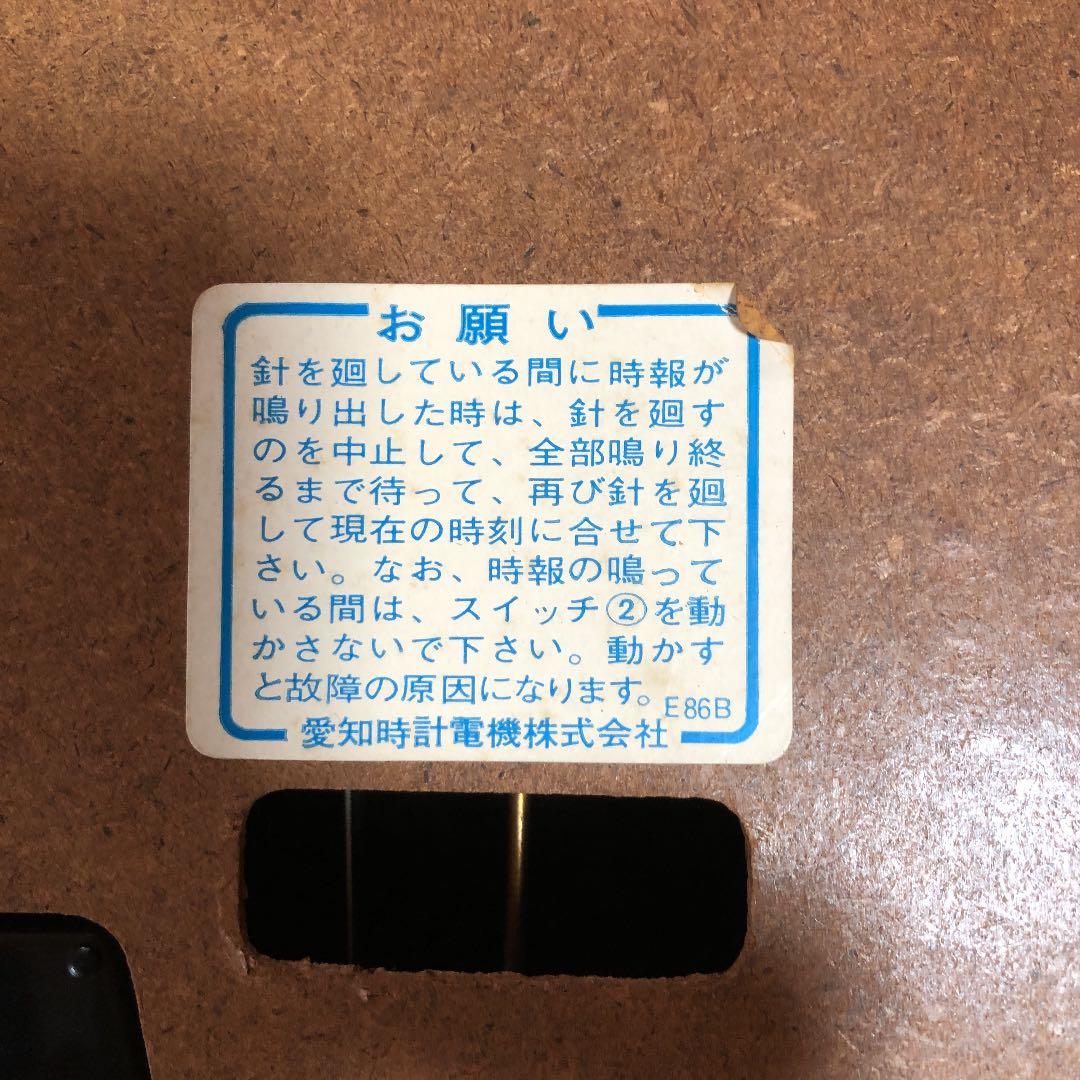 お願い
針を廻している間に時報が
鳴り出した時は、針を廻す
のを中止して、全部鳴り終
るまで待って、再び針を廻
して現在の時刻に合せて下
さい。なお、時報の鳴って
いる間は、スイッチ②を動
かさないで下さい。動かす
と故障の原因になります。
E86B
愛知時計電機株式会社